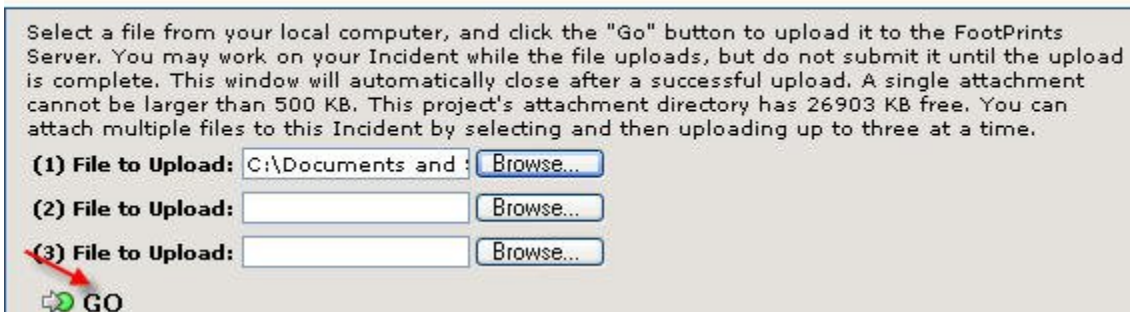 Select a file from your local computer, and click the "Go" button to upload it to the FootPrints
Server. You may work on your Incident while the file uploads, but do not submit it until the upload
is complete. This window will automatically close after a successful upload. A single attachment
cannot be larger than 500 KB. This project's attachment directory has 26903 KB free. You can
attach multiple files to this Incident by selecting and then uploading up to three at a time.
(1) File to Upload: C:\Documents and Browse...
(2) File to Upload: Browse...
(3) File to Upload: Browse...
GO